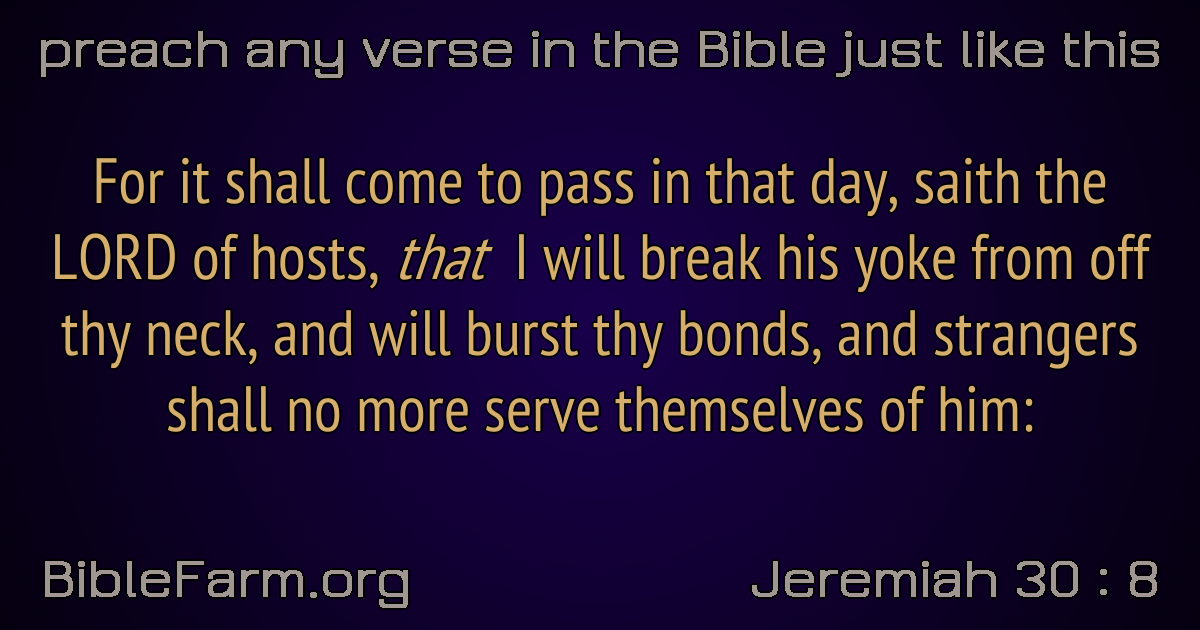 preach any verse in the Bible just like this
For it shall come to pass in that day, saith the
LORD of hosts, that I will break his yoke from off
thy neck, and will burst thy bonds, and strangers
shall no more serve themselves of him:
BibleFarm.org
Jeremiah 30 : 8